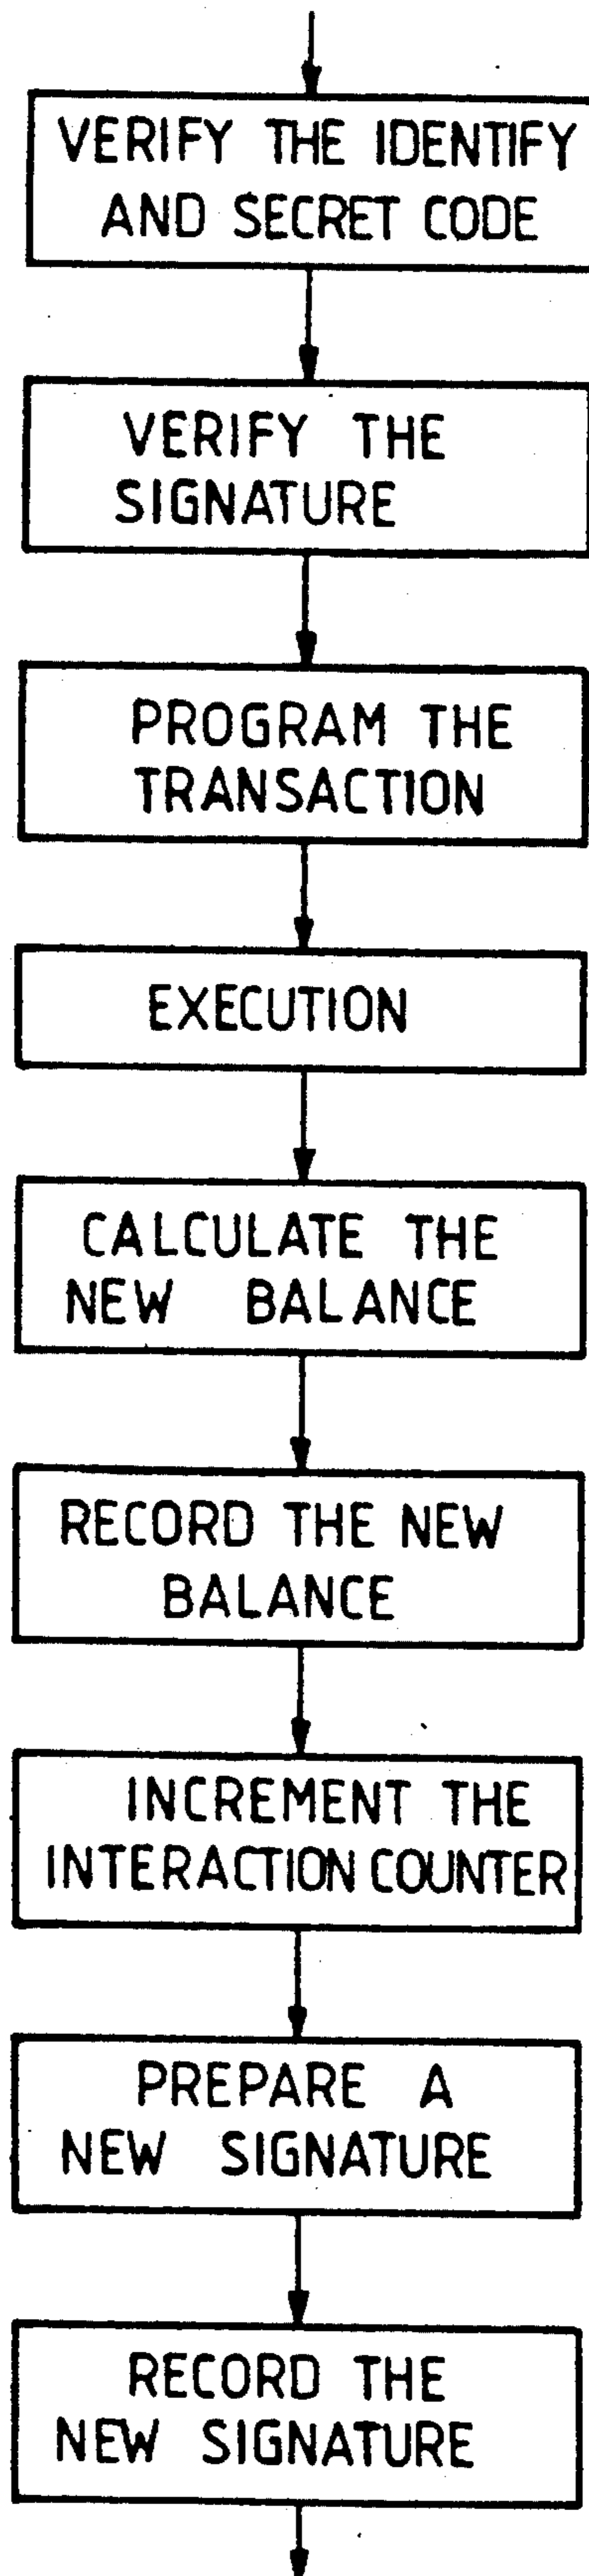 VERIFY THE IDENTIFY
AND SECRET CODE
VERIFY THE
SIGNATURE
PROGRAM THE
TRANSACTION
EXECUTION
CALCULATE THE
NEW BALANCE
RECORD THE NEW
BALANCE
INCREMENT THE
INTERACTION COUNTER
PREPARE A
NEW SIGNATURE
RECORD THE
NEW SIGNATURE